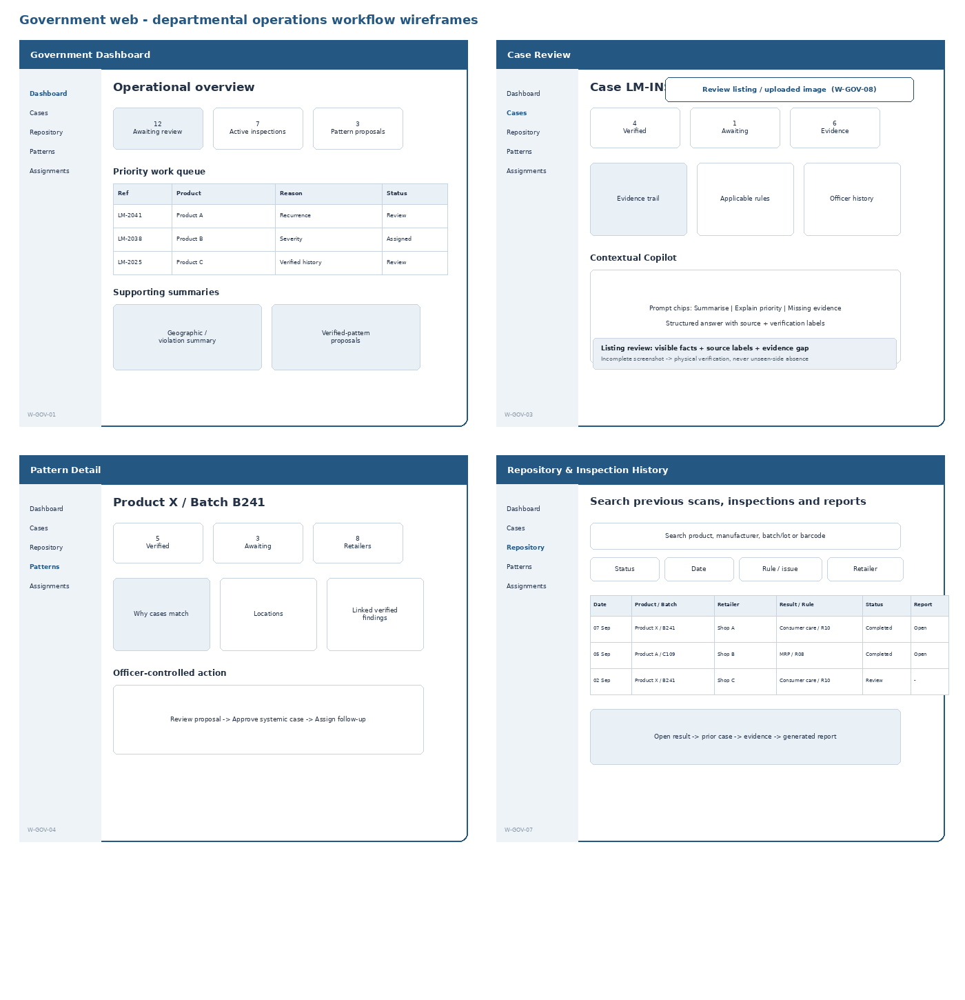 Government web - departmental operations workflow wireframes
Government Dashboard
Dashboard
Cases
Repository
Patterns
Assignments
W-GOV-01
Operational overview
12
Awaiting review
7
Active inspections
3
Pattern proposals
Priority work queue
Ref Product Reason Status
LM-2041 Product A Recurrence Review
LM-2038 Product B Severity Assigned
LM-2025 Product C Verified history Review
Supporting summaries
Geographic /
violation summary
Verified-pattern
proposals
Case Review
Dashboard
Cases
Repository
Patterns
Assignments
W-GOV-03
Case LM-INS
Review listing / uploaded image (W-GOV-08)
4
Verified
1
Awaiting
6
Evidence
Evidence trail
Applicable rules
Officer history
Contextual Copilot
Prompt chips: Summarise | Explain priority | Missing evidence
Structured answer with source + verification labels
Listing review: visible facts + source labels + evidence gap
Incomplete screenshot -> physical verification, never unseen-side absence
Pattern Detail
Dashboard
Cases
Repository
Patterns
Assignments
W-GOV-04
Product X / Batch B241
5
Verified
3
Awaiting
8
Retailers
Why cases match
Locations
Linked verified
findings
Officer-controlled action
Review proposal -> Approve systemic case -> Assign follow-up
Repository & Inspection History
Dashboard
Cases
Repository
Patterns
Assignments
W-GOV-07
Search previous scans, inspections and reports
Search product, manufacturer, batch/lot or barcode
Status
Date
Rule / issue
Retailer
Date Product / Batch Retailer Result / Rule Status Report
07 Sep Product X / B241 Shop A Consumer care / R10 Completed Open
05 Sep Product A / C109 Shop B MRP / R08 Completed Open
02 Sep Product X / B241 Shop C Consumer care / R10 Review -
Open result -> prior case -> evidence -> generated report